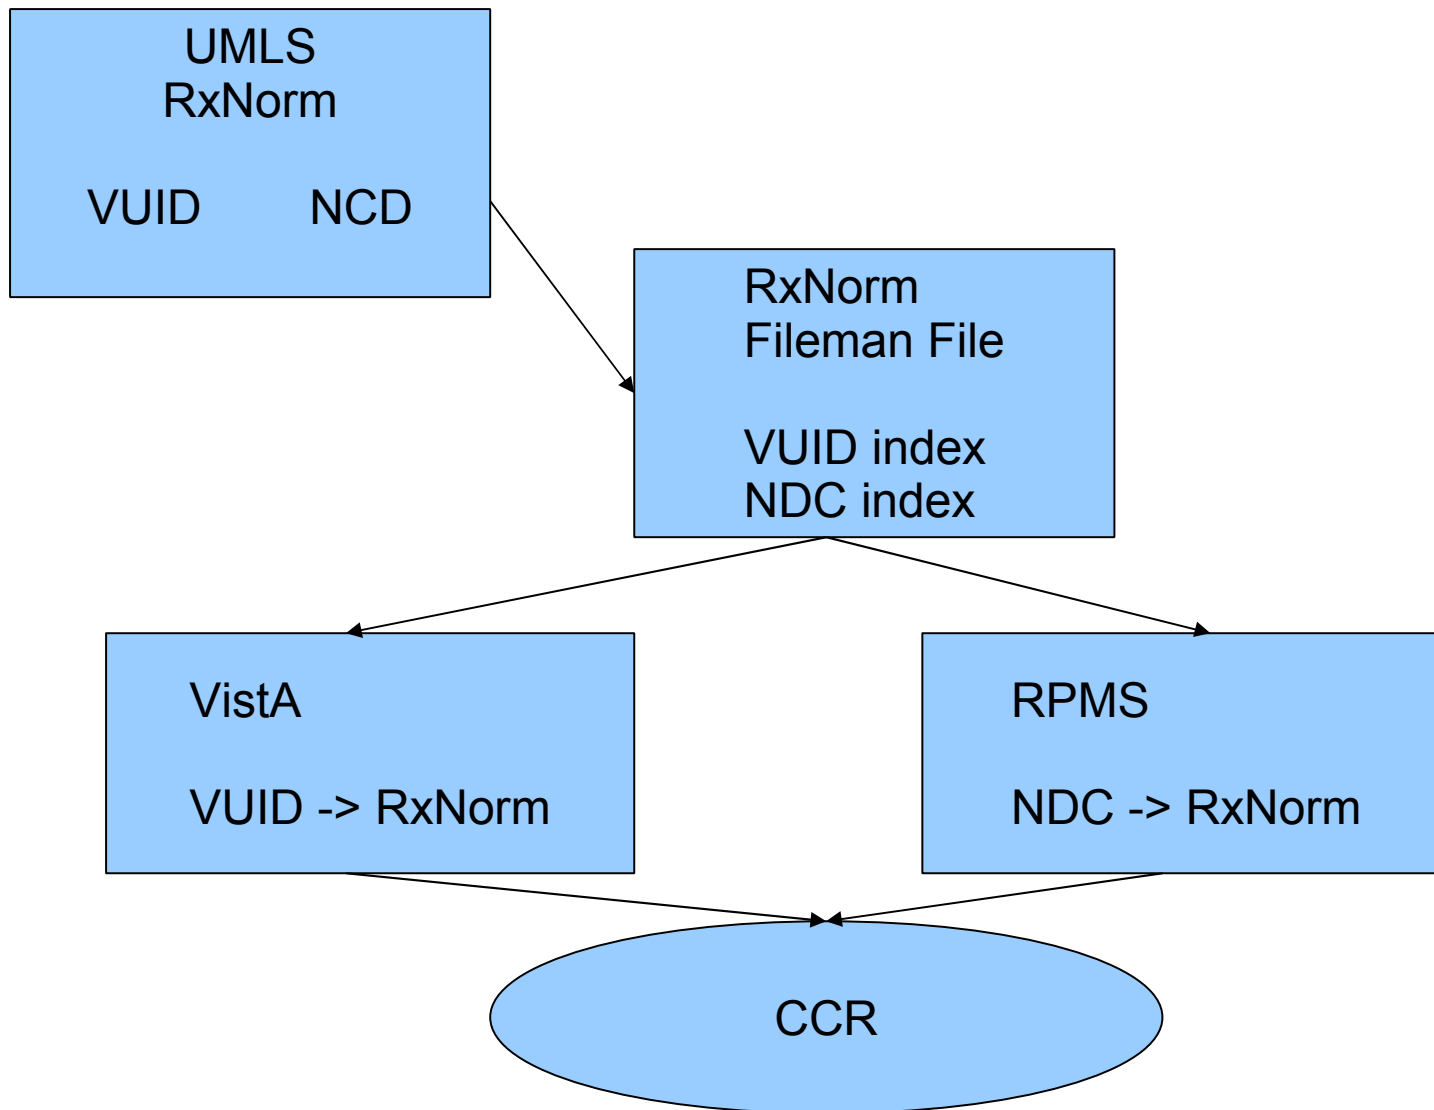 UMLS
RxNorm
VUID NCD
RxNorm
Fileman File
VUID index
NDC index
VistA
VUID -> RxNorm
RPMS
NDC -> RxNorm
CCR